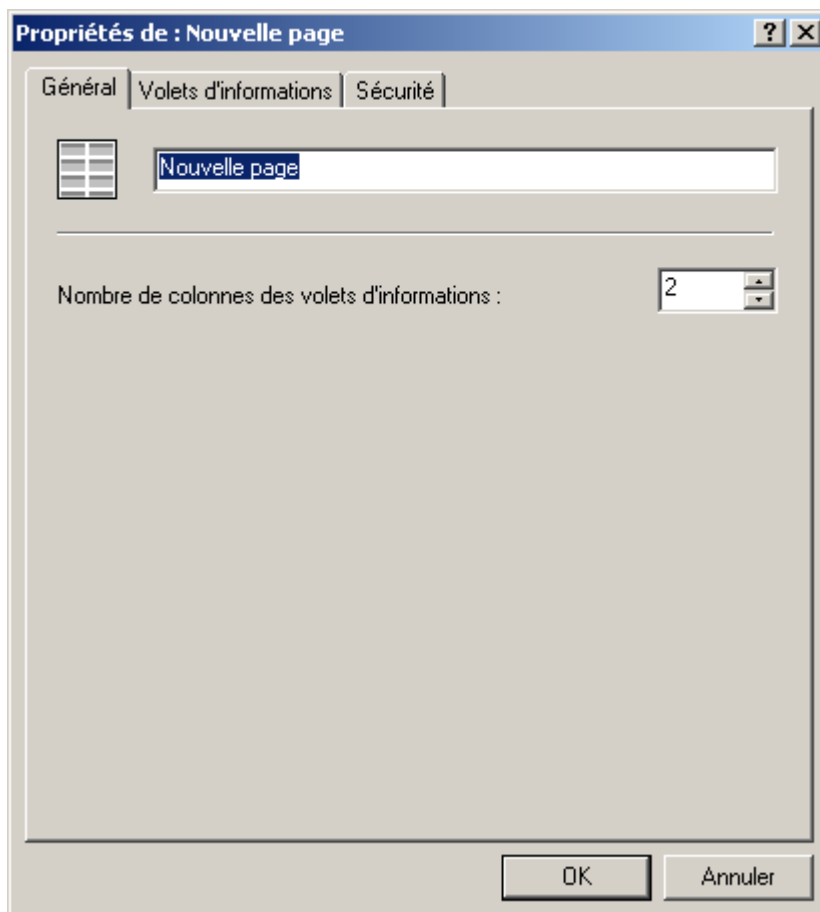 Propriétés de : Nouvelle page
Général Volets d'informations Sécurité
Nouvelle page
Nombre de colonnes des volets d'informations : 2
OK Annuler